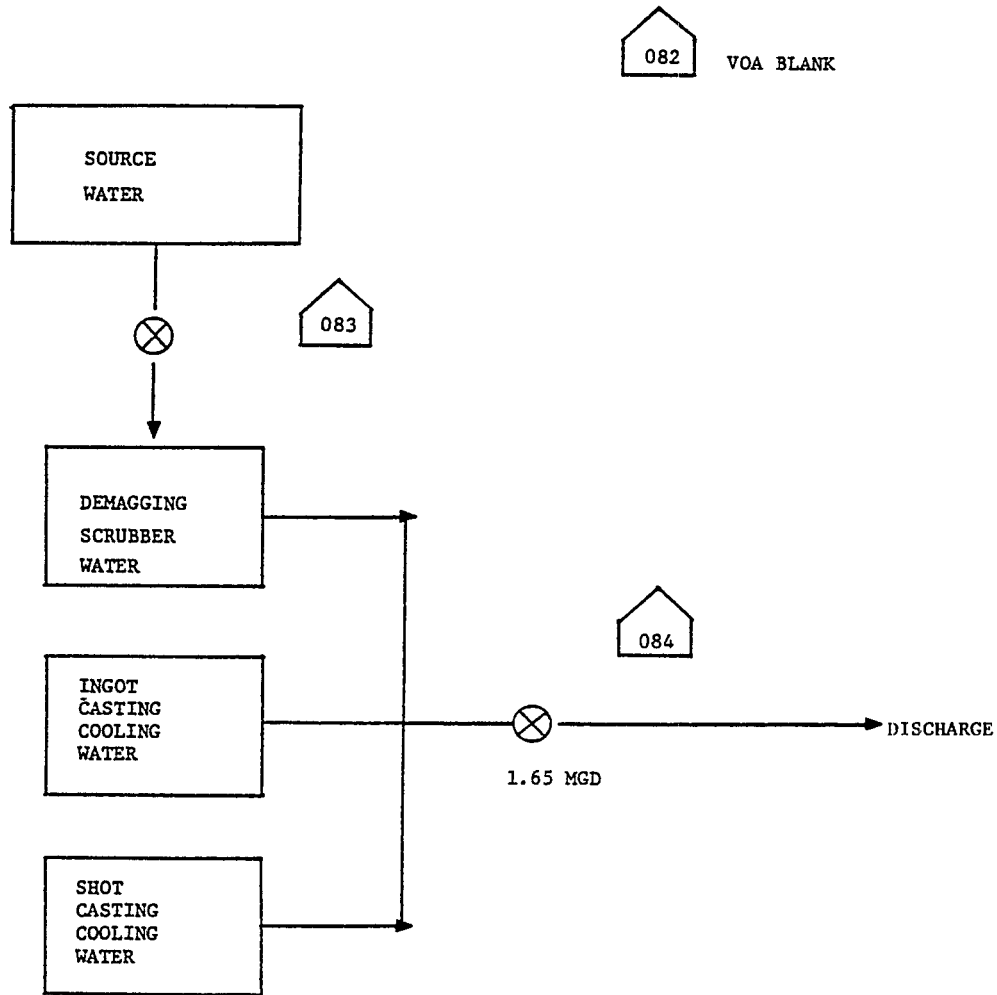 082
VOA BLANK
SOURCE
WATER
083
DEMAGGING
SCRUBBER
WATER
084
INGOT
CASTING
COOLING
WATER
DISCHARGE
1.65 MGD
SHOT
CASTING
COOLING
WATER